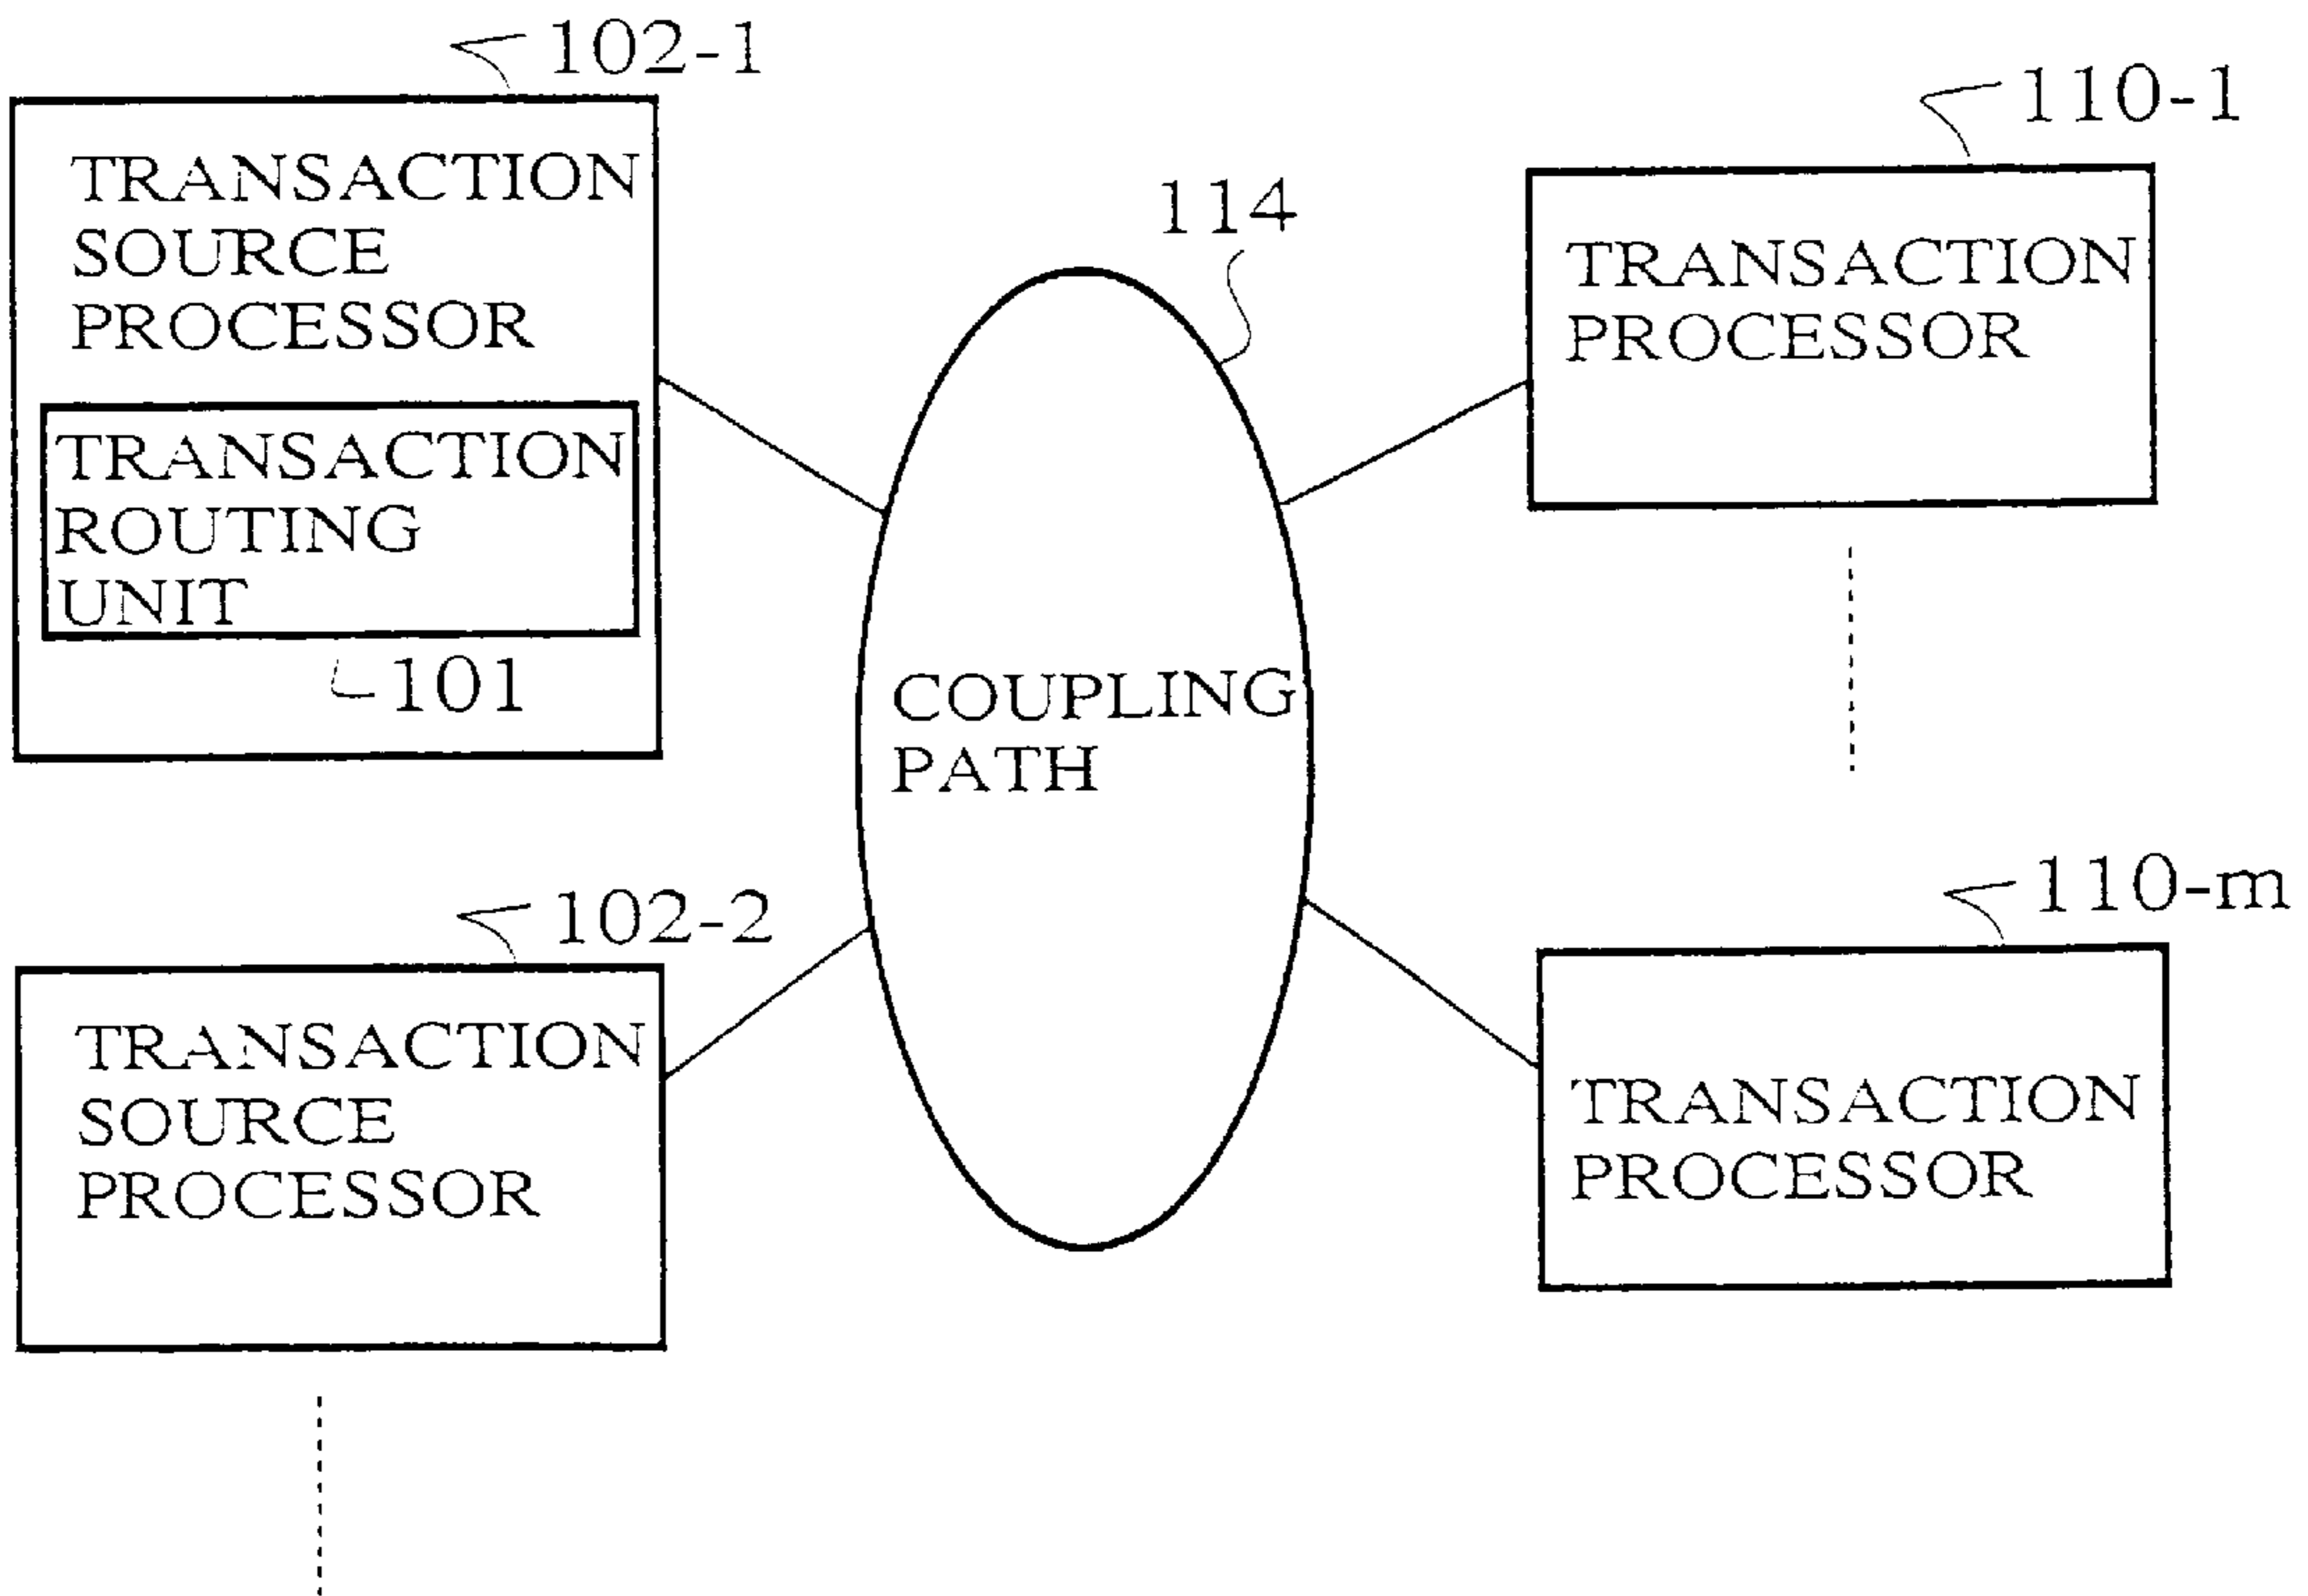 102-1
TRANSACTION
SOURCE
PROCESSOR
TRANSACTION
ROUTING
UNIT
101
102-2
TRANSACTION
SOURCE
PROCESSOR
114
COUPLING
PATH
110-1
TRANSACTION
PROCESSOR
110-m
TRANSACTION
PROCESSOR